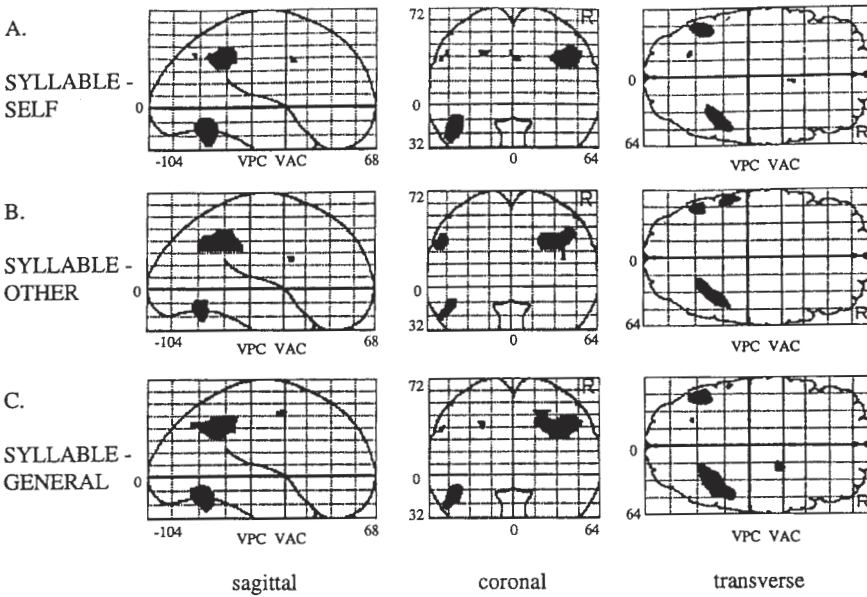 A.
SYLLABLE -
SELF
72
R
0
0
0
32
64
-104
VPC VAC
68
0
64
R
VPC VAC
B.
SYLLABLE -
OTHER
72
R
0
0
0
32
64
-104
VPC VAC
68
0
64
R
VPC VAC
C.
SYLLABLE -
GENERAL
72
R
0
0
0
32
64
-104
VPC VAC
68
0
64
R
VPC VAC
sagittal
coronal
transverse